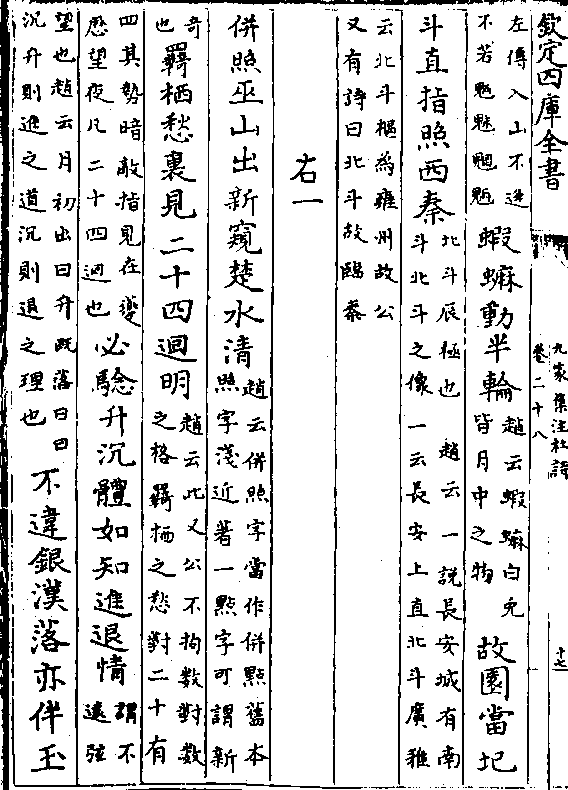 欽定四庫全書
九家集注杜詩
卷二十八
十七
左傳入山不逢
不若魑魅魍魎
蝦蟆動半輪
趙云蝦蟆白兔
皆月中之物
故園當北
斗直指照西秦
北斗辰極也 趙云一說長安城有南
斗北斗之像一云長安上直北斗廣雅
云北斗樞為雍州故公
又有詩曰北斗故臨秦
右一
併照巫山出新窺楚水清
趙云併照字當作併點舊本
照字淺近著一點字可謂新
奇
也
羇栖愁裏見二十四迴明
趙云此又公不拘數對數
之格羇栖之愁對二十有
四其勢暗敵指見在變
厯望夜凡二十四迴也
必驗升沉體如知進退情
謂不
遠弦
望也趙云月初出曰升既落曰曰
沉升則進之道沉則退之理也
不違銀漢落亦伴玉